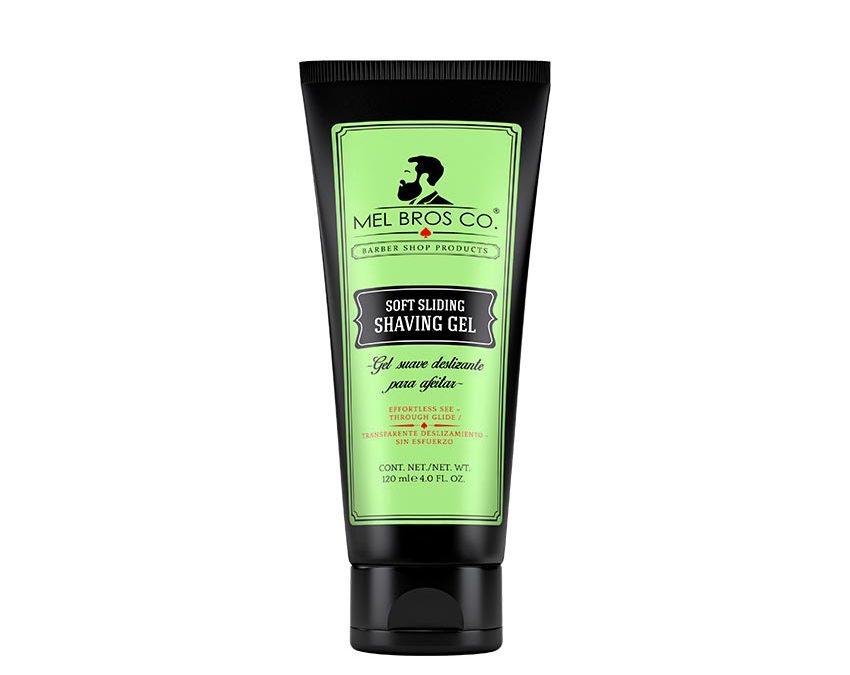 MEL BROS CO.®
BARBER SHOP PRODUCTS
SOFT SLIDING
SHAVING GEL
-Gel suave deslizante
para afeitar-
EFFORTLESS SEE -
THROUGH GLIDE /
TRANSPARENTE DESLIZAMIENTO -
SIN ESFUERZO
CONT. NET./NET. WT.
120 ml e 4.0 FL. OZ.